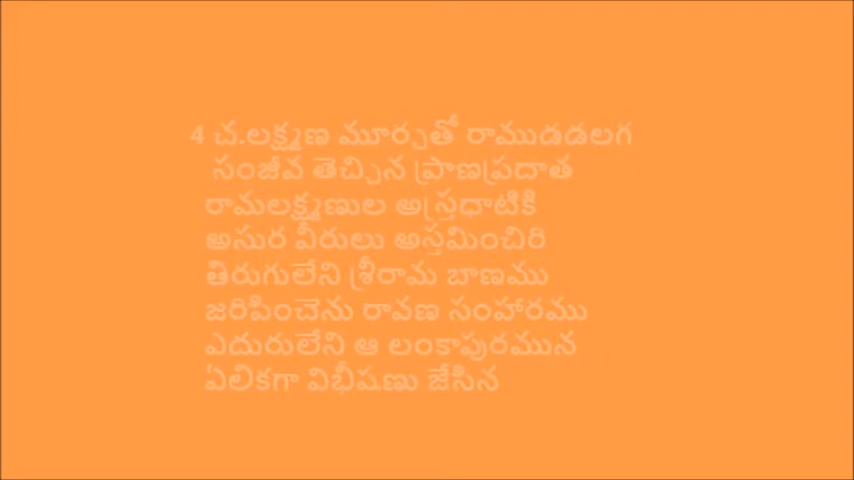 4 చ.లక్ష్మణ మూర్ఛతో రాముడడలగ
సంజీవ తెచ్చిన ప్రాణప్రదాత
రామలక్ష్మణుల అస్త్రధాటికి
అసుర వీరులు అస్తమించిరి
తిరుగులేని శ్రీరామ బాణము
జరిపించెను రావణ సంహారము
ఎదురులేని ఆ లంకాపురమున
ఏలికగా విభీషణు జేసిన